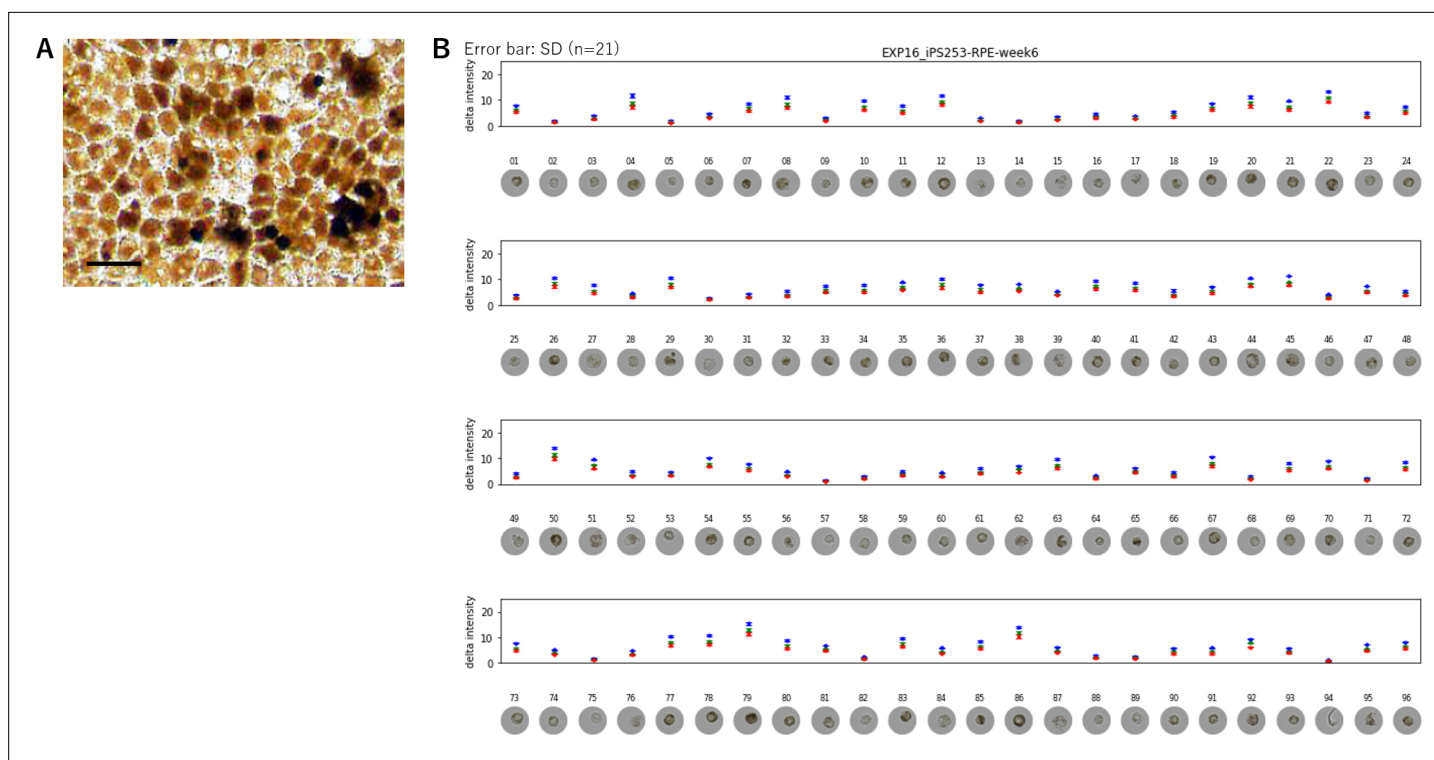 A
B Error bar: SD (n=21)
EXP16_iPS253-RPE-week6
delta intensity
20
10
0
01 02 03 04 05 06 07 08 09 10 11 12 13 14 15 16 17 18 19 20 21 22 23 24
delta intensity
20
10
0
25 26 27 28 29 30 31 32 33 34 35 36 37 38 39 40 41 42 43 44 45 46 47 48
delta intensity
20
10
0
49 50 51 52 53 54 55 56 57 58 59 60 61 62 63 64 65 66 67 68 69 70 71 72
delta intensity
20
10
0
73 74 75 76 77 78 79 80 81 82 83 84 85 86 87 88 89 90 91 92 93 94 95 96